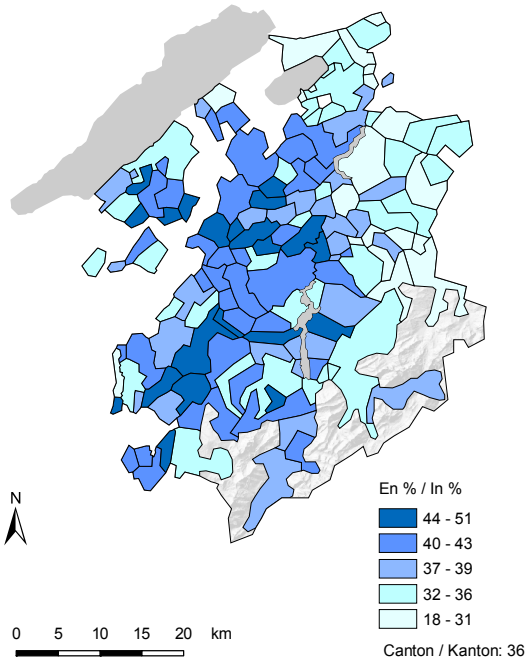 N
En % / In %
44 - 51
40 - 43
37 - 39
32 - 36
18 - 31
0 5 10 15 20 km
Canton / Kanton: 36